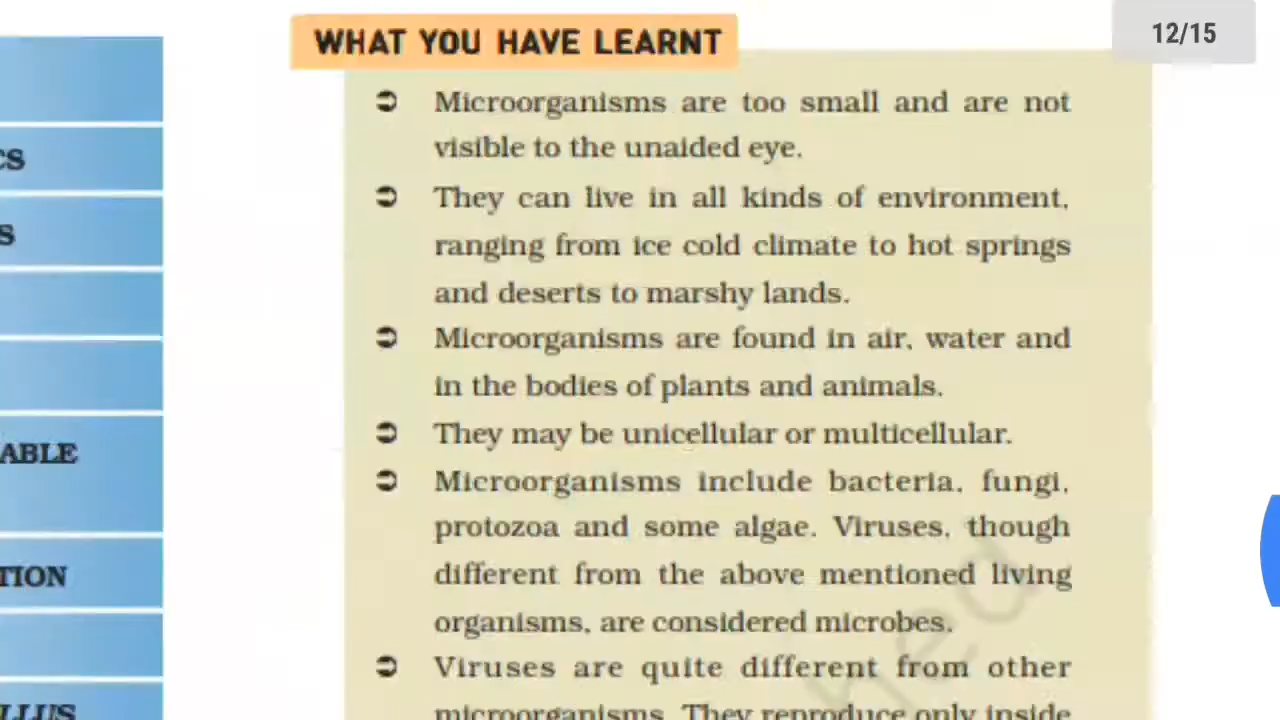 WHAT YOU HAVE LEARNT
12/15
➲ Microorganisms are too small and are not
visible to the unaided eye.
➲ They can live in all kinds of environment,
ranging from ice cold climate to hot springs
and deserts to marshy lands.
➲ Microorganisms are found in air, water and
in the bodies of plants and animals.
➲ They may be unicellular or multicellular.
➲ Microorganisms include bacteria, fungi,
protozoa and some algae. Viruses, though
different from the above mentioned living
organisms, are considered microbes.
➲ Viruses are quite different from other
microorganisms. They reproduce only inside
CS
S
ABLE
TION
LLUS